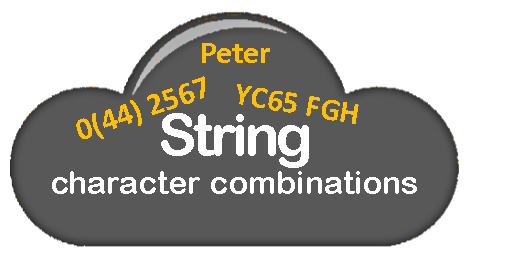 Peter
0(44) 2567
YC65 FGH
String
character combinations